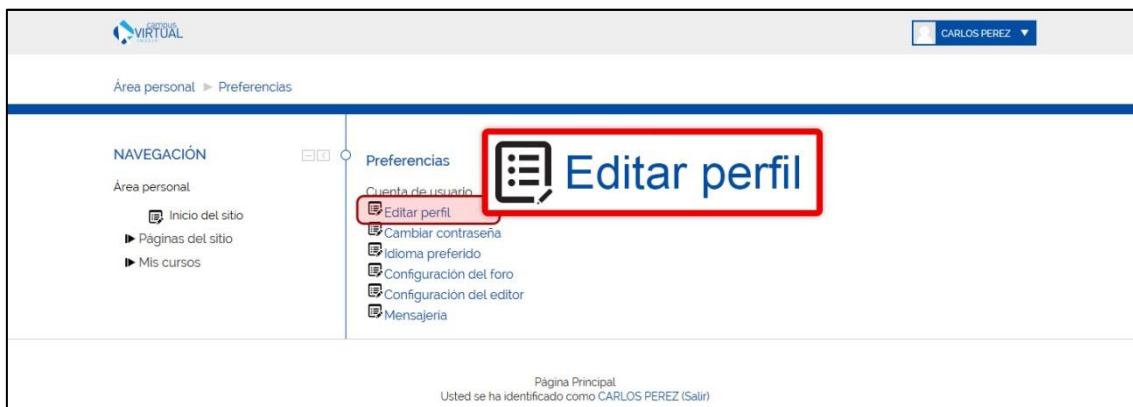 campus
VIRTUAL
CARLOS PEREZ
Área personal Preferencias
NAVEGACIÓN
Área personal
Inicio del sitio
Páginas del sitio
Mis cursos
Preferencias
Cuenta de usuario
Editar perfil
Editar perfil
Cambiar contraseña
Idioma preferido
Configuración del foro
Configuración del editor
Mensajería
Página Principal
Usted se ha identificado como CARLOS PEREZ (Salir)